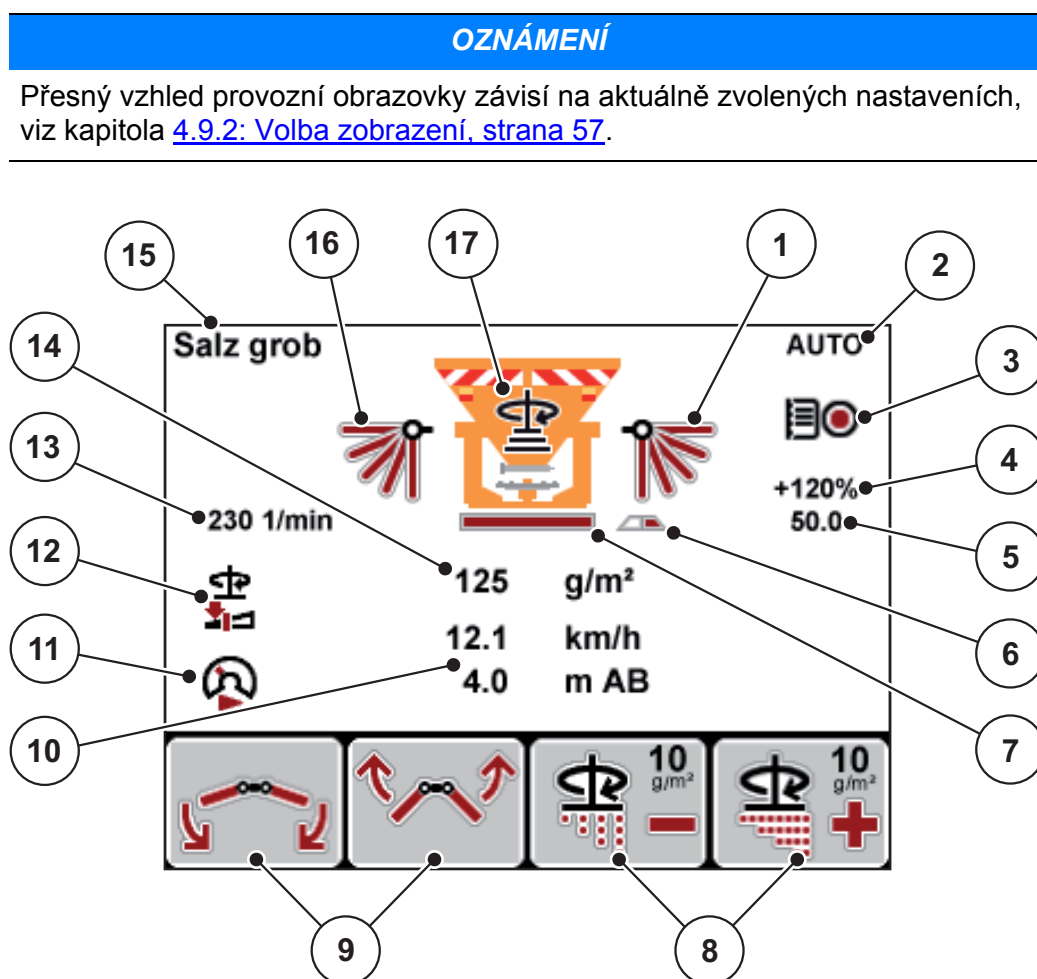 OZNÁMENÍ
Přesný vzhled provozní obrazovky závisí na aktuálně zvolených nastaveních,
viz kapitola 4.9.2: Volba zobrazení, strana 57.
16 17 1
15 2
14 3
13 4
12 5
11 6
10 7
9 8
Salz grob AUTO
+120%
230 1/min 50.0
125 g/m²
12.1 km/h
4.0 m AB
10 g/m²
10 g/m²